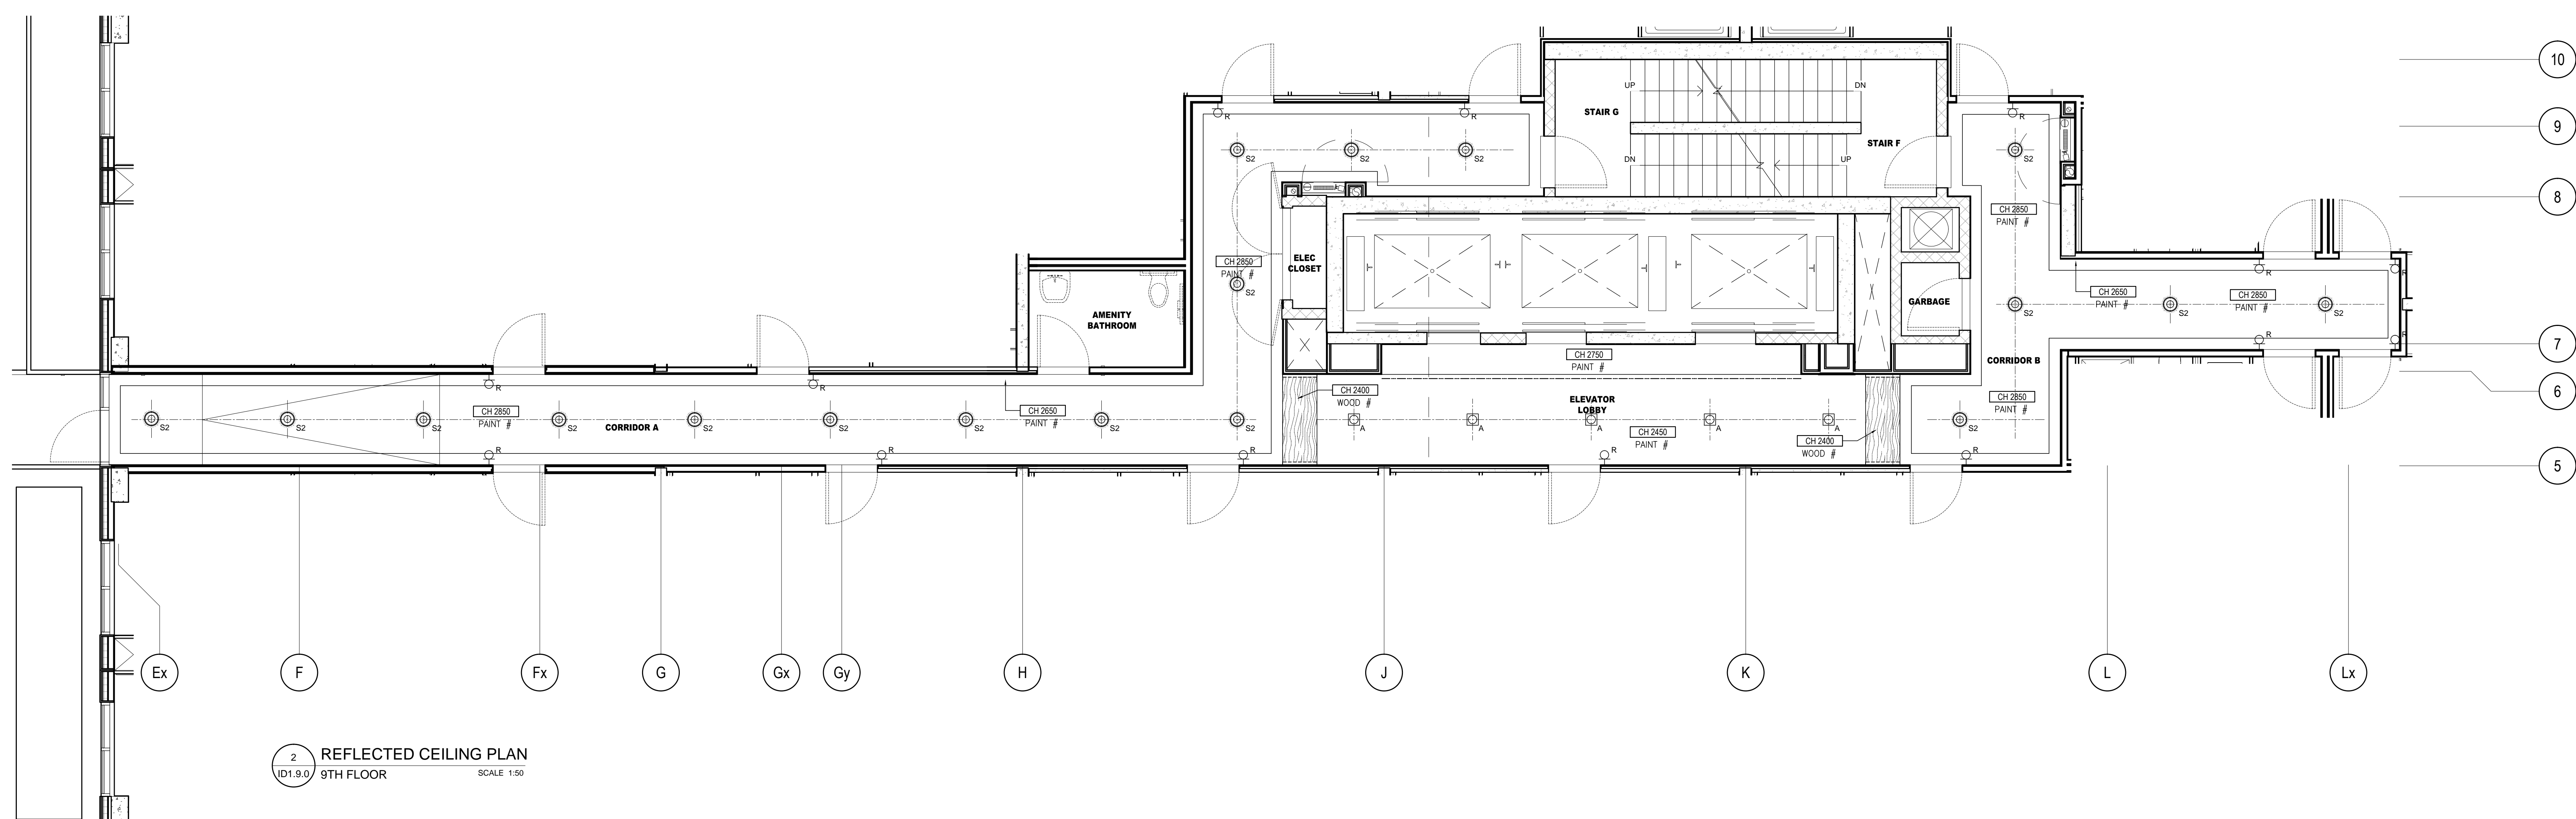 10
UP
DN
STAIR G
R
R
R
9
STAIR F
S2
S2
S2
S2
DN
UP
8
CH 2850
PAINT #
CH 2850
PAINT #
ELEC
CLOSET
R
R
S2
CH 2650
PAINT #
CH 2850
PAINT #
GARBAGE
S2
S2
S2
AMENITY
BATHROOM
R
R
7
CH 2750
PAINT #
CORRIDOR B
R
R
6
CH 2400
WOOD #
CH 2850
PAINT #
ELEVATOR
LOBBY
CH 2850
PAINT #
CH 2650
PAINT #
CORRIDOR A
S2
S2
S2
S2
S2
S2
S2
S2
S2
A
A
A
A
A
S2
CH 2450
PAINT #
CH 2400
WOOD #
R
R
R
R
R
5
Ex
F
Fx
G
Gx
Gy
H
J
K
L
Lx
2
ID1.9.0
REFLECTED CEILING PLAN
9TH FLOOR
SCALE 1:50